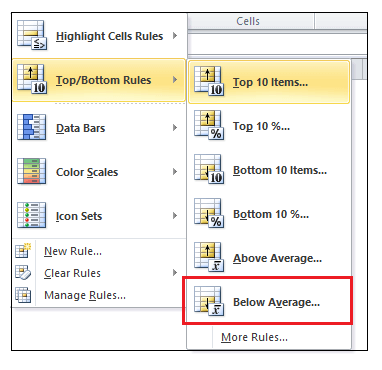 Cells
Highlight Cells Rules
Top/Bottom Rules
Data Bars
Color Scales
Icon Sets
New Rule...
Clear Rules
Manage Rules...
Top 10 Items...
Top 10 %...
Bottom 10 Items...
Bottom 10 %...
Above Average...
Below Average...
More Rules...